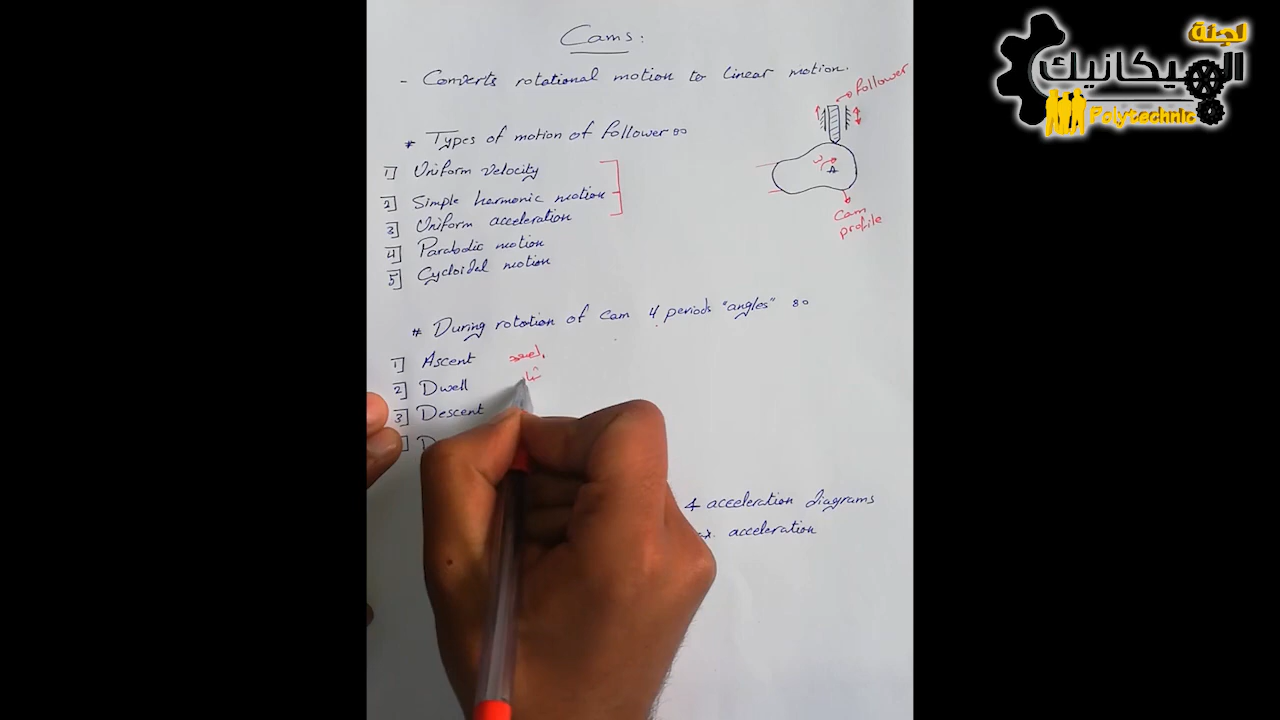 Cams:
- Converts rotational motion to linear motion.
follower
* Types of motion of follower
1 Uniform velocity
2 Simple harmonic motion
3 Uniform acceleration
4 Parabolic motion
5 Cycloidal motion
ω
A
Cam
profile
* During rotation of cam 4 periods "angles"
1 Ascent
2 Dwell
3 Descent
D
4 acceleration diagrams
acceleration
لجنة
الميكانيك
Polytechnic